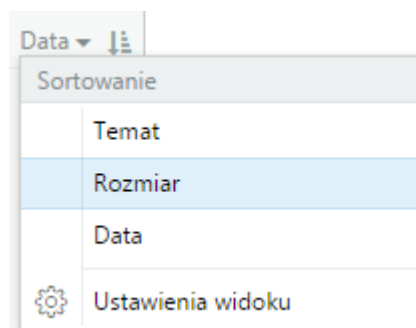 Data
Sortowanie
Temat
Rozmiar
Data
Ustawienia widoku